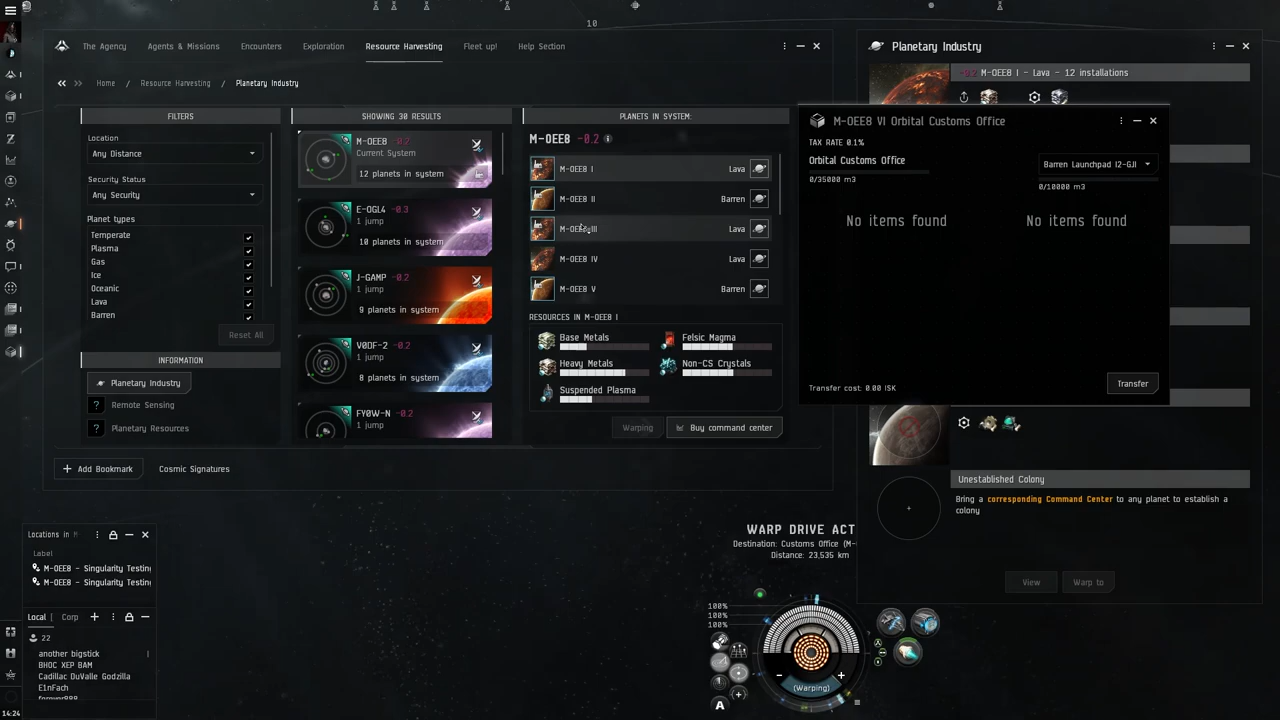 10
The Agency
Agents & Missions
Encounters
Exploration
Resource Harvesting
Fleet up!
Help Section
Home
Resource Harvesting
Planetary Industry
FILTERS
Location
Any Distance
Security Status
Any Security
Planet types
Temperate
Plasma
Gas
Ice
Oceanic
Lava
Barren
Reset All
INFORMATION
Planetary Industry
? Remote Sensing
? Planetary Resources
SHOWING 30 RESULTS
M-OEE8 -0.2
Current System
12 planets in system
E-OGL4 -0.3
1 jump
10 planets in system
J-GAMP -0.2
1 jump
9 planets in system
V0DF-2 -0.2
1 jump
8 planets in system
FY0W-N -0.2
1 jump
PLANETS IN SYSTEM:
M-OEE8 -0.2
M-OEE8 I Lava
M-OEE8 II Barren
M-OEE8 III Lava
M-OEE8 IV Lava
M-OEE8 V Barren
RESOURCES IN M-OEE8 I
Base Metals
Felsic Magma
Heavy Metals
Non-CS Crystals
Suspended Plasma
Warping
Buy command center
+ Add Bookmark
Cosmic Signatures
Planetary Industry
-0.2 M-OEE8 I - Lava - 12 installations
M-OEE8 VI Orbital Customs Office
TAX RATE 0.1%
Orbital Customs Office
0/35000 m3
Barren Launchpad I2-GJI
0/10000 m3
No items found
No items found
Transfer cost: 0.00 ISK
Transfer
Unestablished Colony
Bring a corresponding Command Center to any planet to establish a
colony
View
Warp to
WARP DRIVE ACT
Destination: Customs Office (M-
Distance: 23,535 km
100%
100%
100%
(Warping)
A
Locations in
Label
M-OEE8 - Singularity Testing
M-OEE8 - Singularity Testing
Local
Corp
22
another bigstick
BHOC XEP BAM
Cadillac DuValle Godzilla
E1nFach
14:24